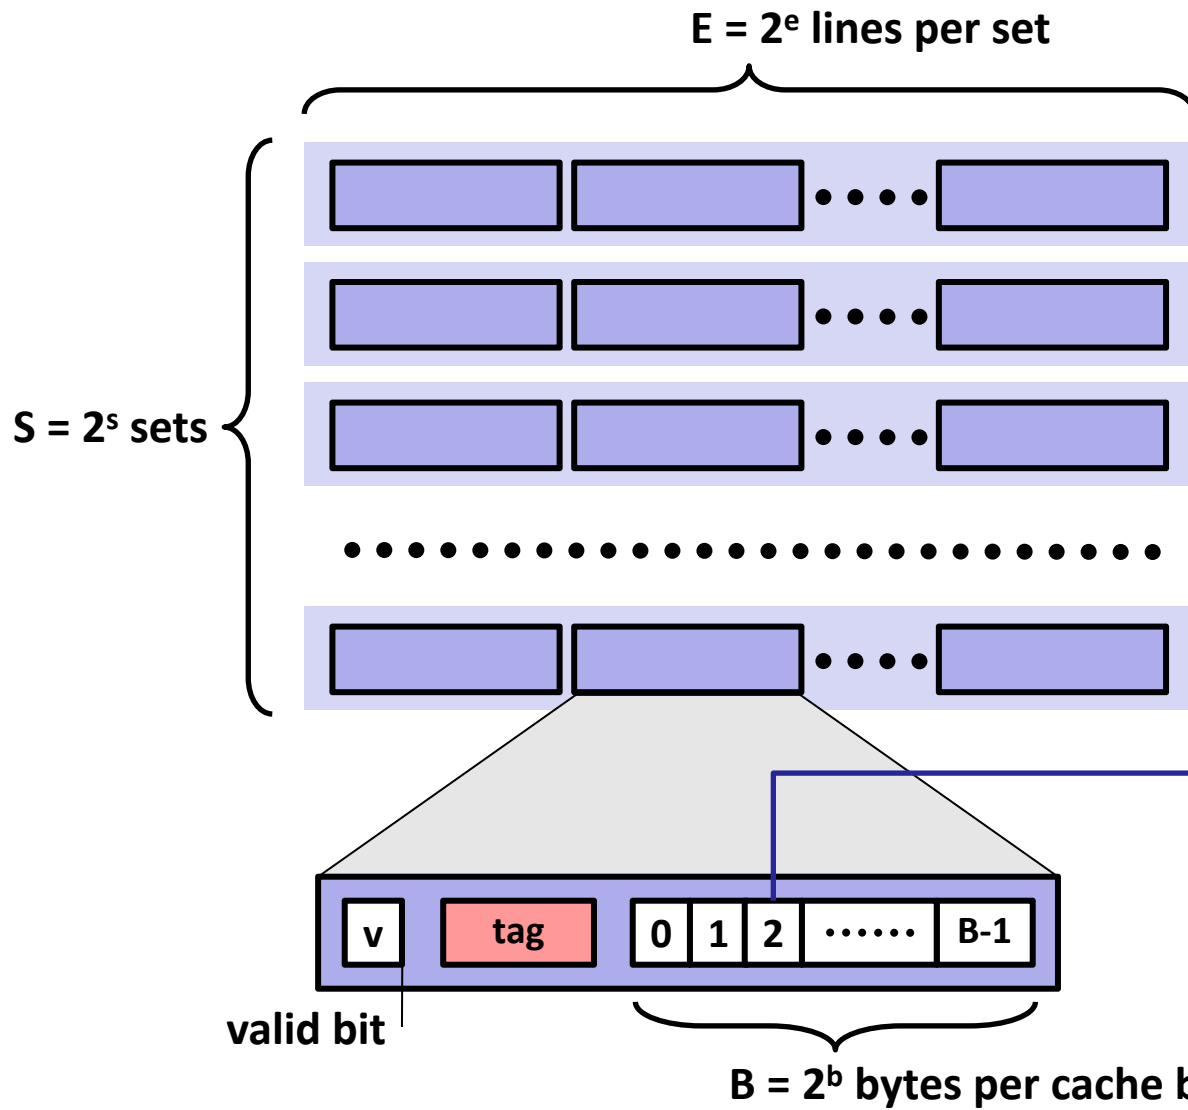 E = 2ᵉ lines per set
S = 2ˢ sets
v
tag
0
1
2
B-1
valid bit
B = 2ᵇ bytes per cache